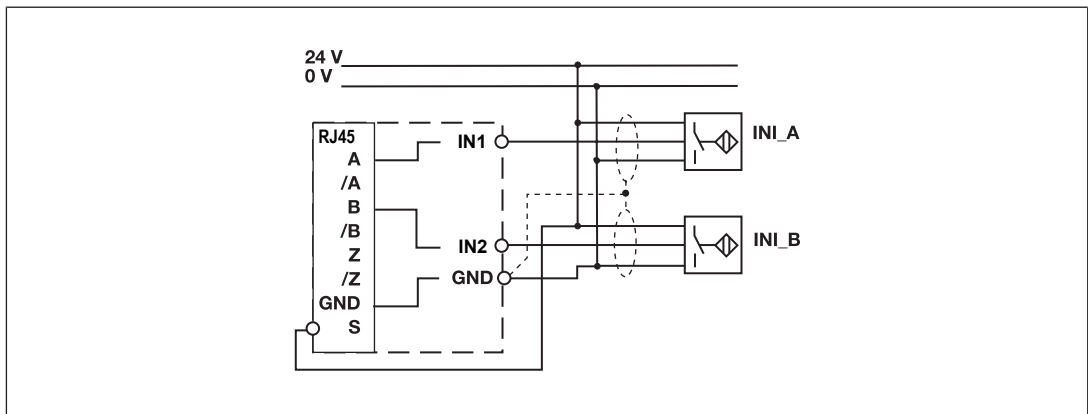 24 V
0 V
RJ45
A
/A
B
/B
Z
/Z
GND
S
IN1
IN2
GND
INI_A
INI_B